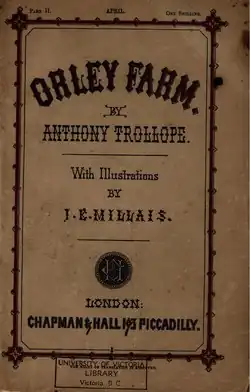 PART II. APRIL. ONE SHILLING.
ORLEY FARM.
BY
ANTHONY TROLLOPE.
With Illustrations
BY
J.E. MILLAIS.
LONDON:
CHAPMAN & HALL 193 PICCADILLY.
UNIVERSITY OF VICTORIA
LIBRARY
Victoria, B. C.